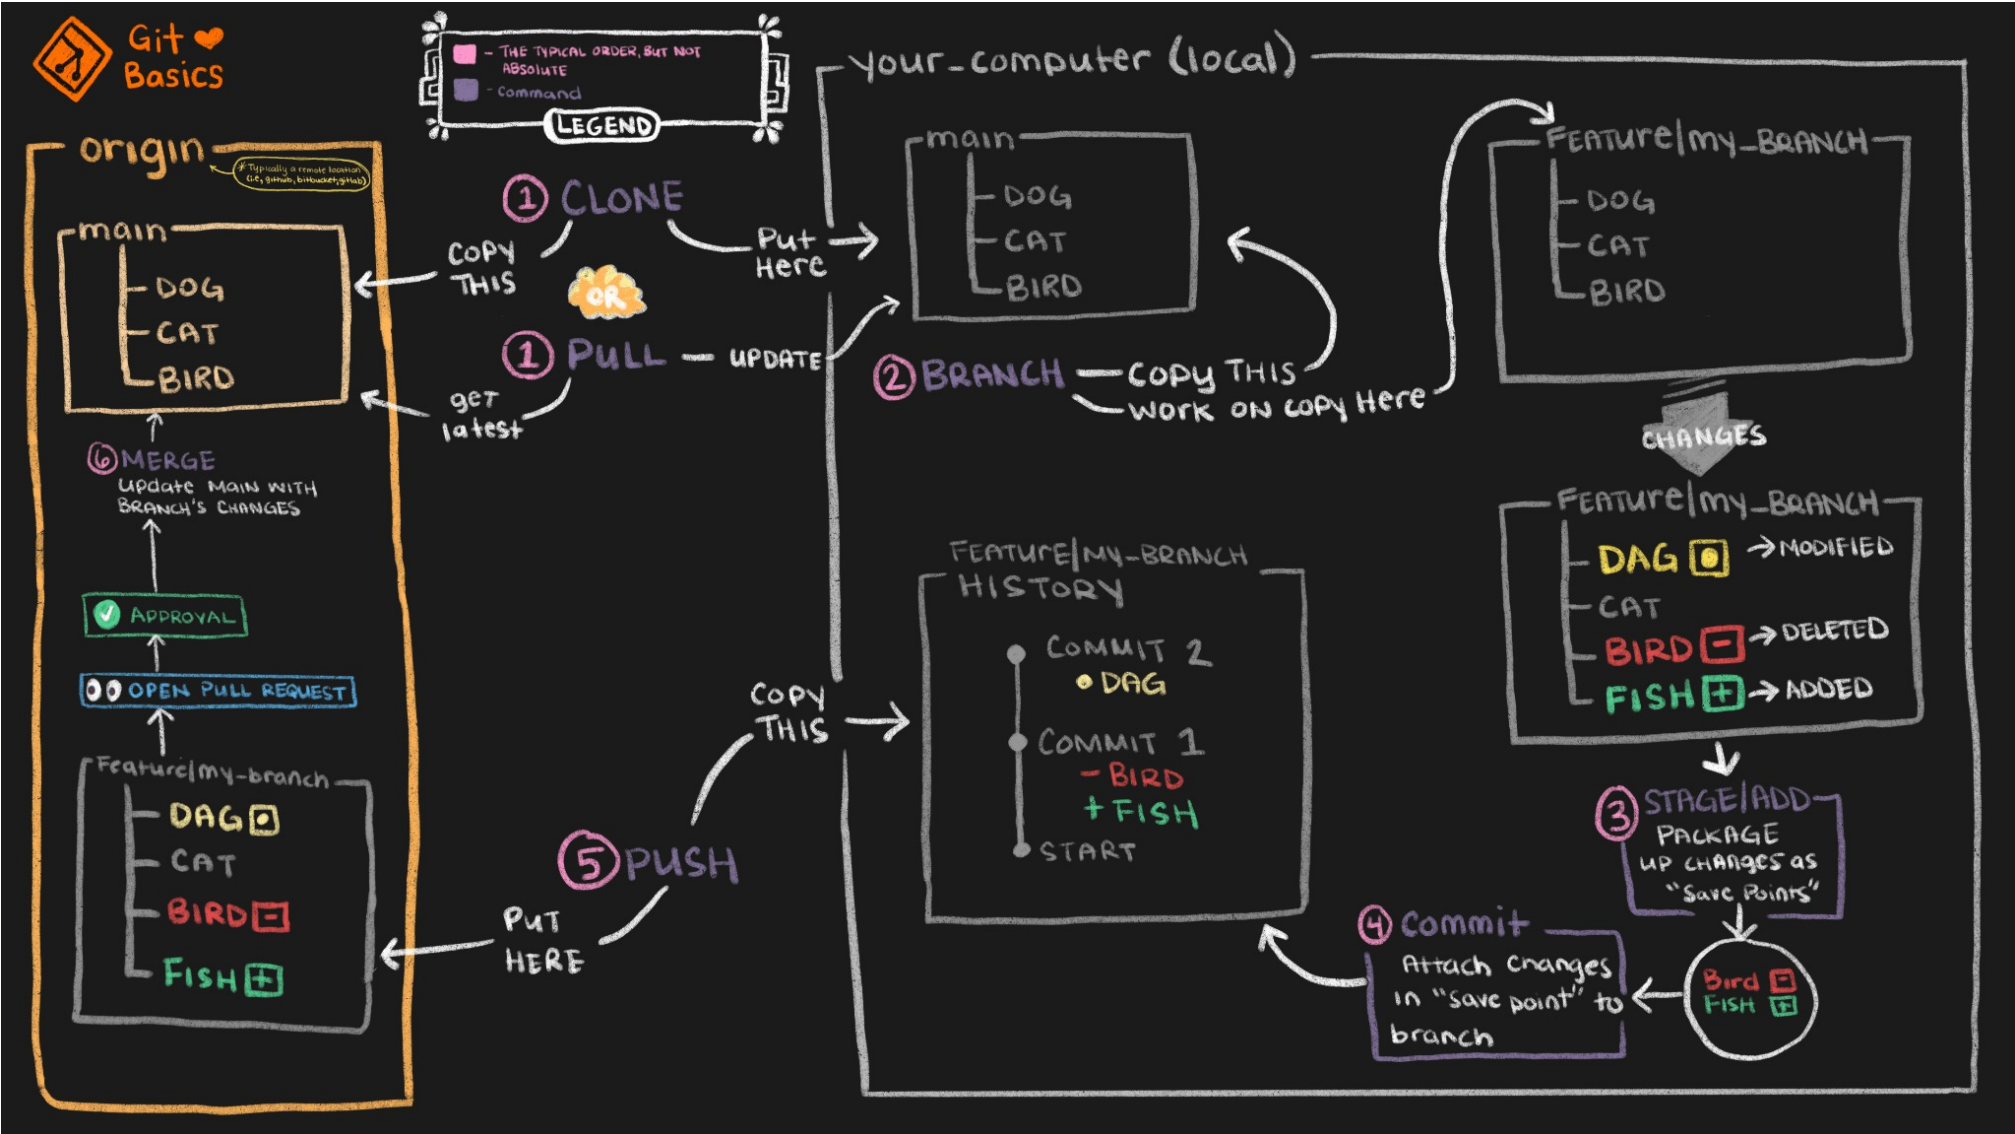 Git ❤
Basics
- THE TYPICAL ORDER, BUT NOT
ABSOLUTE
- Command
LEGEND
origin
* Typically a remote location
(i.e, github, bitbucket, gitlab)
main
DOG
CAT
BIRD
6 MERGE
update MAIN WITH
BRANCH'S CHANGES
APPROVAL
OPEN PULL REQUEST
Feature/my-branch
DAG
CAT
BIRD -
FISH +
1 CLONE
COPY
THIS
Put
Here
OR
1 PULL
UPDATE
get
latest
your_computer (local)
main
DOG
CAT
BIRD
2 BRANCH
COPY THIS
WORK ON COPY Here
FEATURE/my_BRANCH
DOG
CAT
BIRD
CHANGES
FEATURE/my_BRANCH
DAG → MODIFIED
CAT
BIRD - → DELETED
FISH + → ADDED
3 STAGE/ADD
PACKAGE
UP CHANGES as
"Save Points"
Bird -
FISH +
4 Commit
Attach changes
in "save point" to
branch
FEATURE/MY-BRANCH
HISTORY
COMMIT 2
• DAG
COMMIT 1
- BIRD
+ FISH
START
5 PUSH
COPY
THIS
PUT
HERE